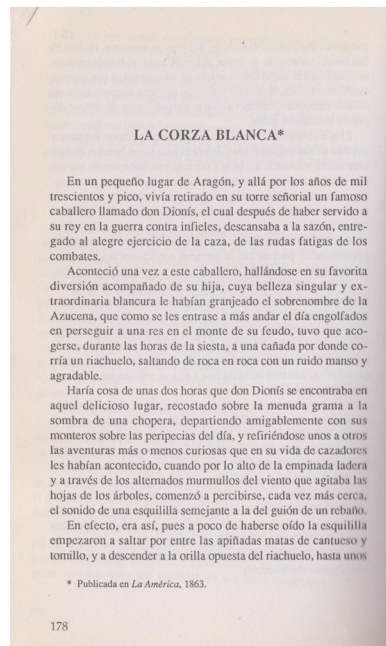 LA CORZA BLANCA*
En un pequeño lugar de Aragón, y allá por los años de mil
trescientos y pico, vivía retirado en su torre señorial un famoso
caballero llamado don Dionís, el cual después de haber servido a
su rey en la guerra contra infieles, descansaba a la sazón, entre-
gado al alegre ejercicio de la caza, de las rudas fatigas de los
combates.
Aconteció una vez a este caballero, hallándose en su favorita
diversión acompañado de su hija, cuya belleza singular y ex-
traordinaria blancura le habían granjeado el sobrenombre de la
Azucena, que como se les entrase a más andar el día engolfados
en perseguir a una res en el monte de su feudo, tuvo que aco-
gerse, durante las horas de la siesta, a una cañada por donde co-
rría un riachuelo, saltando de roca en roca con un ruido manso y
agradable.
Haría cosa de unas dos horas que don Dionís se encontraba en
aquel delicioso lugar, recostado sobre la menuda grama a la
sombra de una chopera, departiendo amigablemente con sus
monteros sobre las peripecias del día, y refiriéndose unos a otros
las aventuras más o menos curiosas que en su vida de cazadores
les habían acontecido, cuando por lo alto de la empinada ladera
y a través de los alternados murmullos del viento que agitaba las
hojas de los árboles, comenzó a percibirse, cada vez más cerca,
el sonido de una esquililla semejante a la del guión de un rebaño.
En efecto, era así, pues a poco de haberse oído la esquililla
empezaron a saltar por entre las apiñadas matas de cantueso y
tomillo, y a descender a la orilla opuesta del riachuelo, hasta unos
* Publicada en La América, 1863.
178